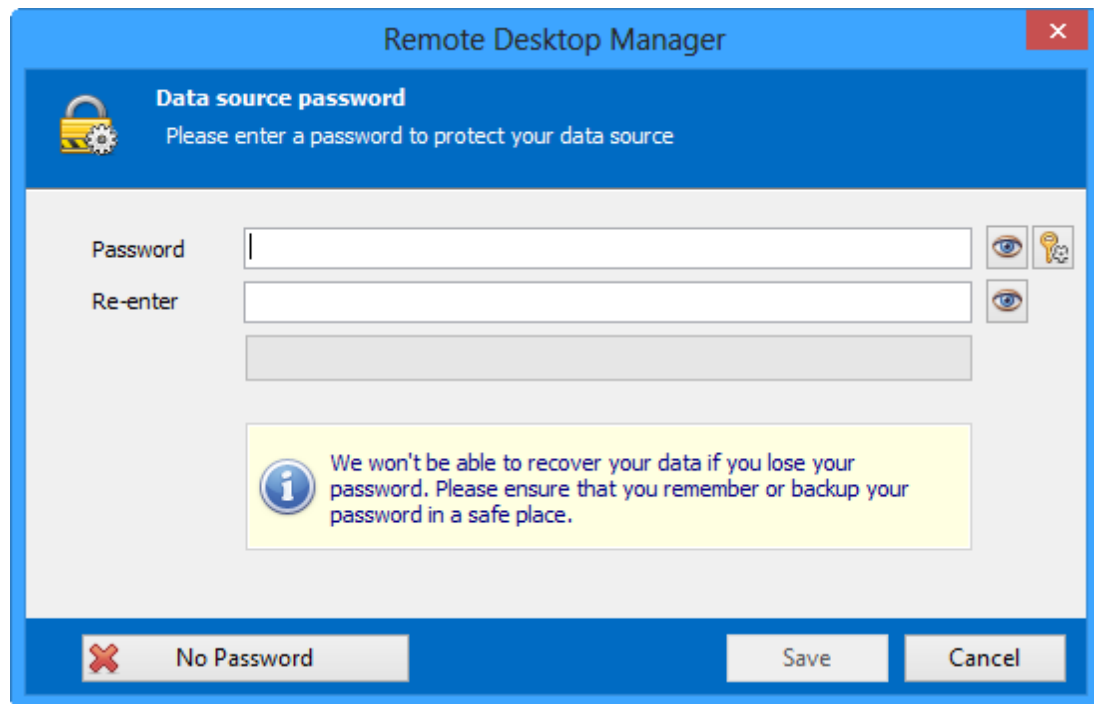 Remote Desktop Manager
Data source password
Please enter a password to protect your data source
Password
Re-enter
We won't be able to recover your data if you lose your
password. Please ensure that you remember or backup your
password in a safe place.
No Password
Save
Cancel